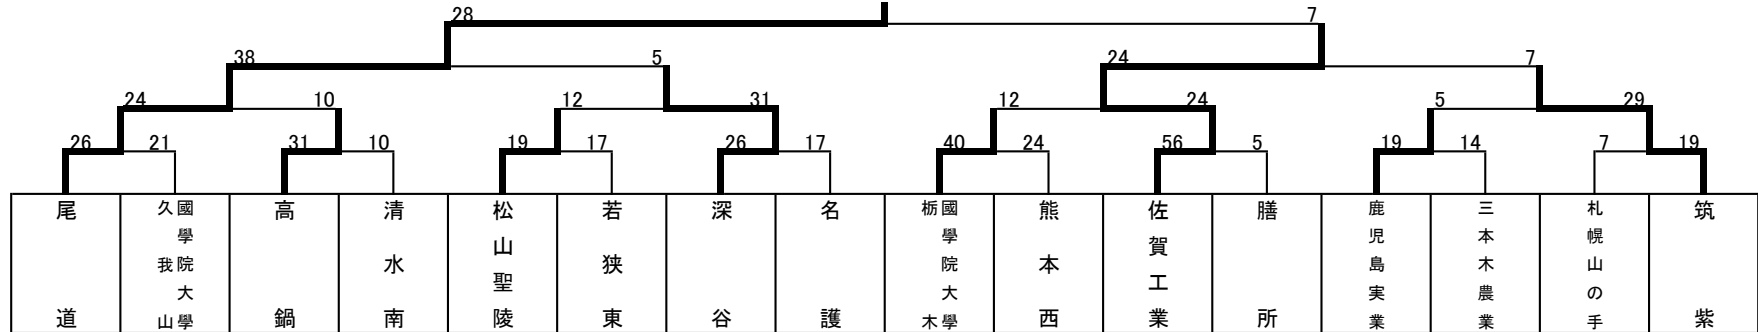 28 7
38 5 24 7
24 10 12 31 12 24 5 29
26 21 31 10 19 17 26 17 40 24 56 5 19 14 7 19
尾道
國學院大學久我山
高鍋
清水南
松山聖陵
若狭東
深谷
名護
國學院大學栃木
熊本西
佐賀工業
膳所
鹿児島実業
三本木農業
札幌山の手
筑紫